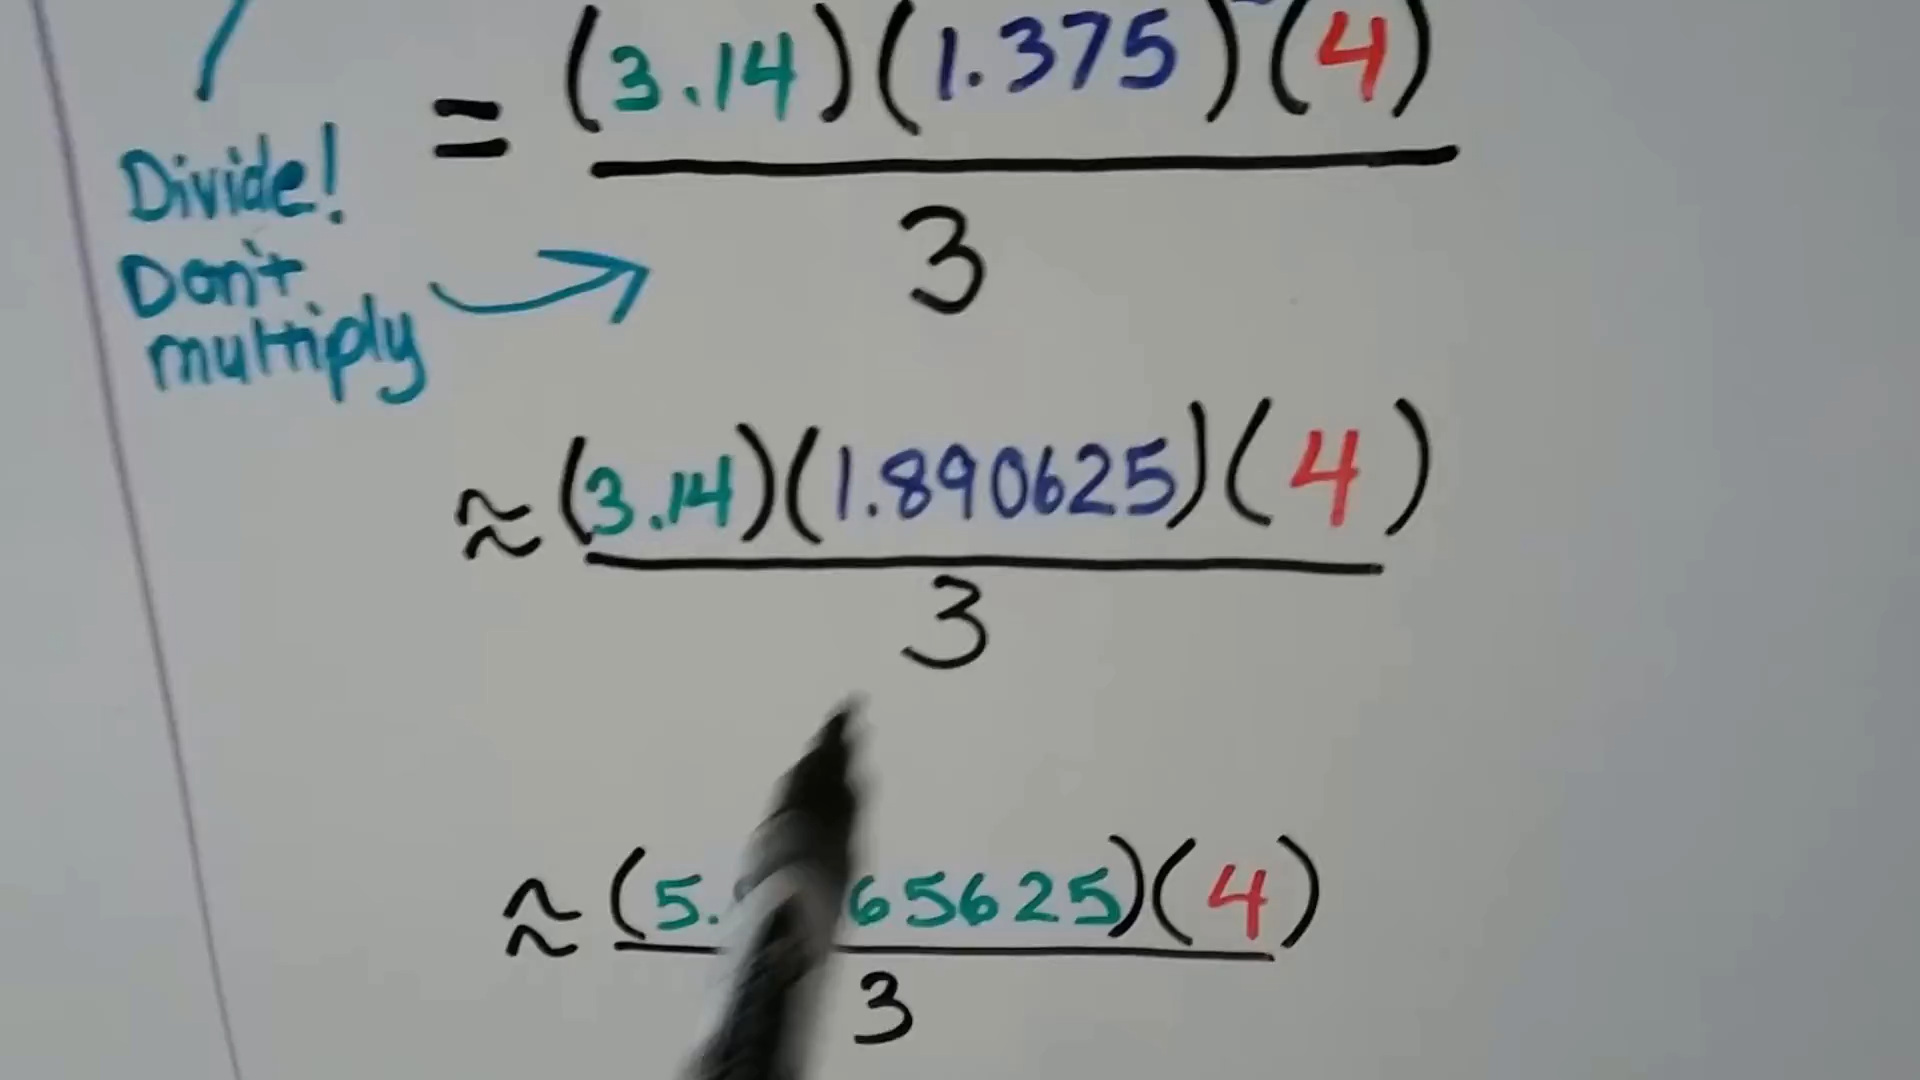 = (3.14)(1.375)²(4)
3
Divide!
Don't
multiply
≈ (3.14)(1.890625)(4)
3
≈ (5. 65625)(4)
3